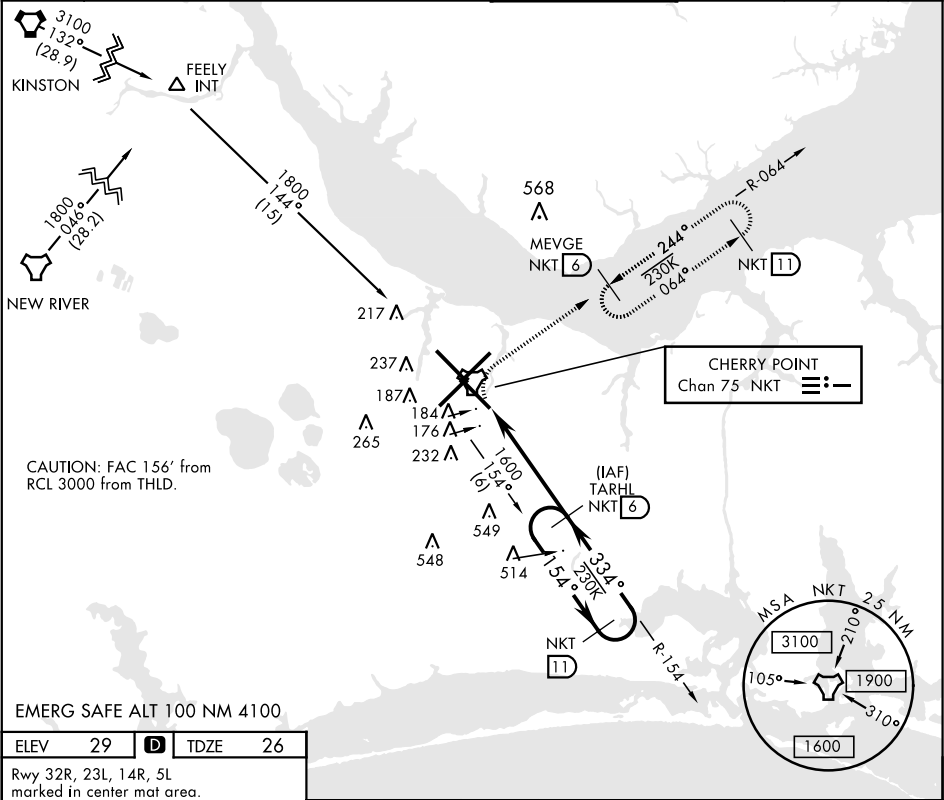 3100
132°
(28.9)
KINSTON
FEELY
INT
1800
144°
(15)
1800
046°
(28.2)
NEW RIVER
568
MEVGE
NKT 6
244°
230K
064°
R-064
NKT 11
217
237
187
184
176
265
232
CHERRY POINT
Chan 75 NKT
CAUTION: FAC 156' from
RCL 3000 from THLD.
1600
154°
(6)
(IAF)
TARHL
NKT 6
549
548
514
334°
230K
154°
NKT
11
R-154
MSA NKT 25 NM
210°
3100
105°
1900
310°
1600
EMERG SAFE ALT 100 NM 4100
ELEV 29 D TDZE 26
Rwy 32R, 23L, 14R, 5L
marked in center mat area.